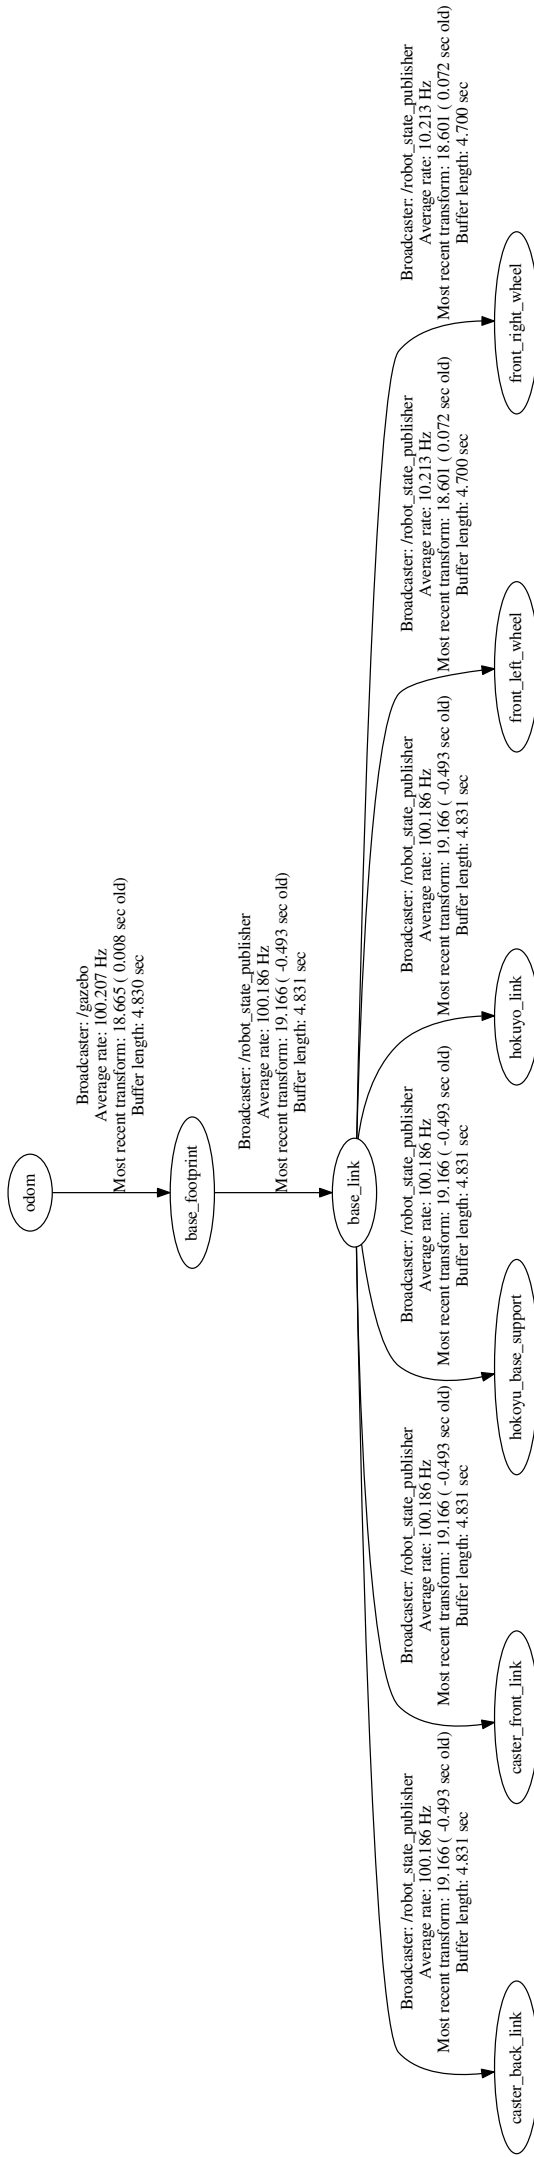 odom
Broadcaster: /gazebo
Average rate: 100.207 Hz
Most recent transform: 18.665 ( 0.008 sec old)
Buffer length: 4.830 sec
base_footprint
Broadcaster: /robot_state_publisher
Average rate: 100.186 Hz
Most recent transform: 19.166 ( -0.493 sec old)
Buffer length: 4.831 sec
base_link
Broadcaster: /robot_state_publisher
Average rate: 100.186 Hz
Most recent transform: 19.166 ( -0.493 sec old)
Buffer length: 4.831 sec
caster_back_link
Broadcaster: /robot_state_publisher
Average rate: 100.186 Hz
Most recent transform: 19.166 ( -0.493 sec old)
Buffer length: 4.831 sec
caster_front_link
Broadcaster: /robot_state_publisher
Average rate: 100.186 Hz
Most recent transform: 19.166 ( -0.493 sec old)
Buffer length: 4.831 sec
hokoyu_base_support
Broadcaster: /robot_state_publisher
Average rate: 100.186 Hz
Most recent transform: 19.166 ( -0.493 sec old)
Buffer length: 4.831 sec
hokuyo_link
Broadcaster: /robot_state_publisher
Average rate: 10.213 Hz
Most recent transform: 18.601 ( 0.072 sec old)
Buffer length: 4.700 sec
front_left_wheel
Broadcaster: /robot_state_publisher
Average rate: 10.213 Hz
Most recent transform: 18.601 ( 0.072 sec old)
Buffer length: 4.700 sec
front_right_wheel